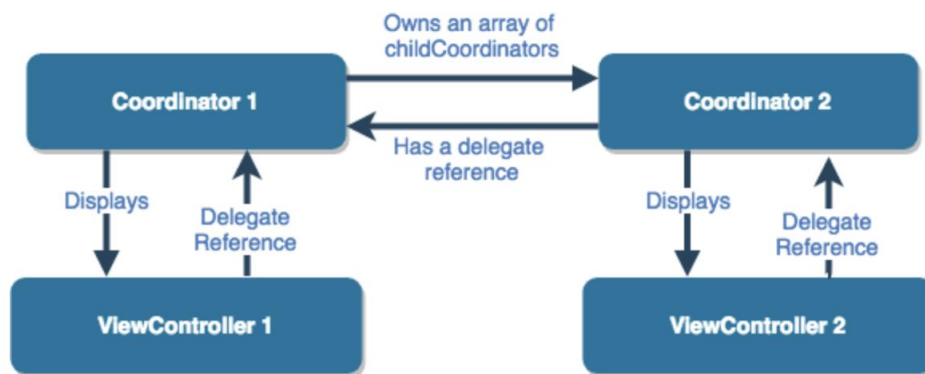 Owns an array of
childCoordinators
Coordinator 1
Coordinator 2
Has a delegate
reference
Displays
Delegate
Reference
Displays
Delegate
Reference
ViewController 1
ViewController 2